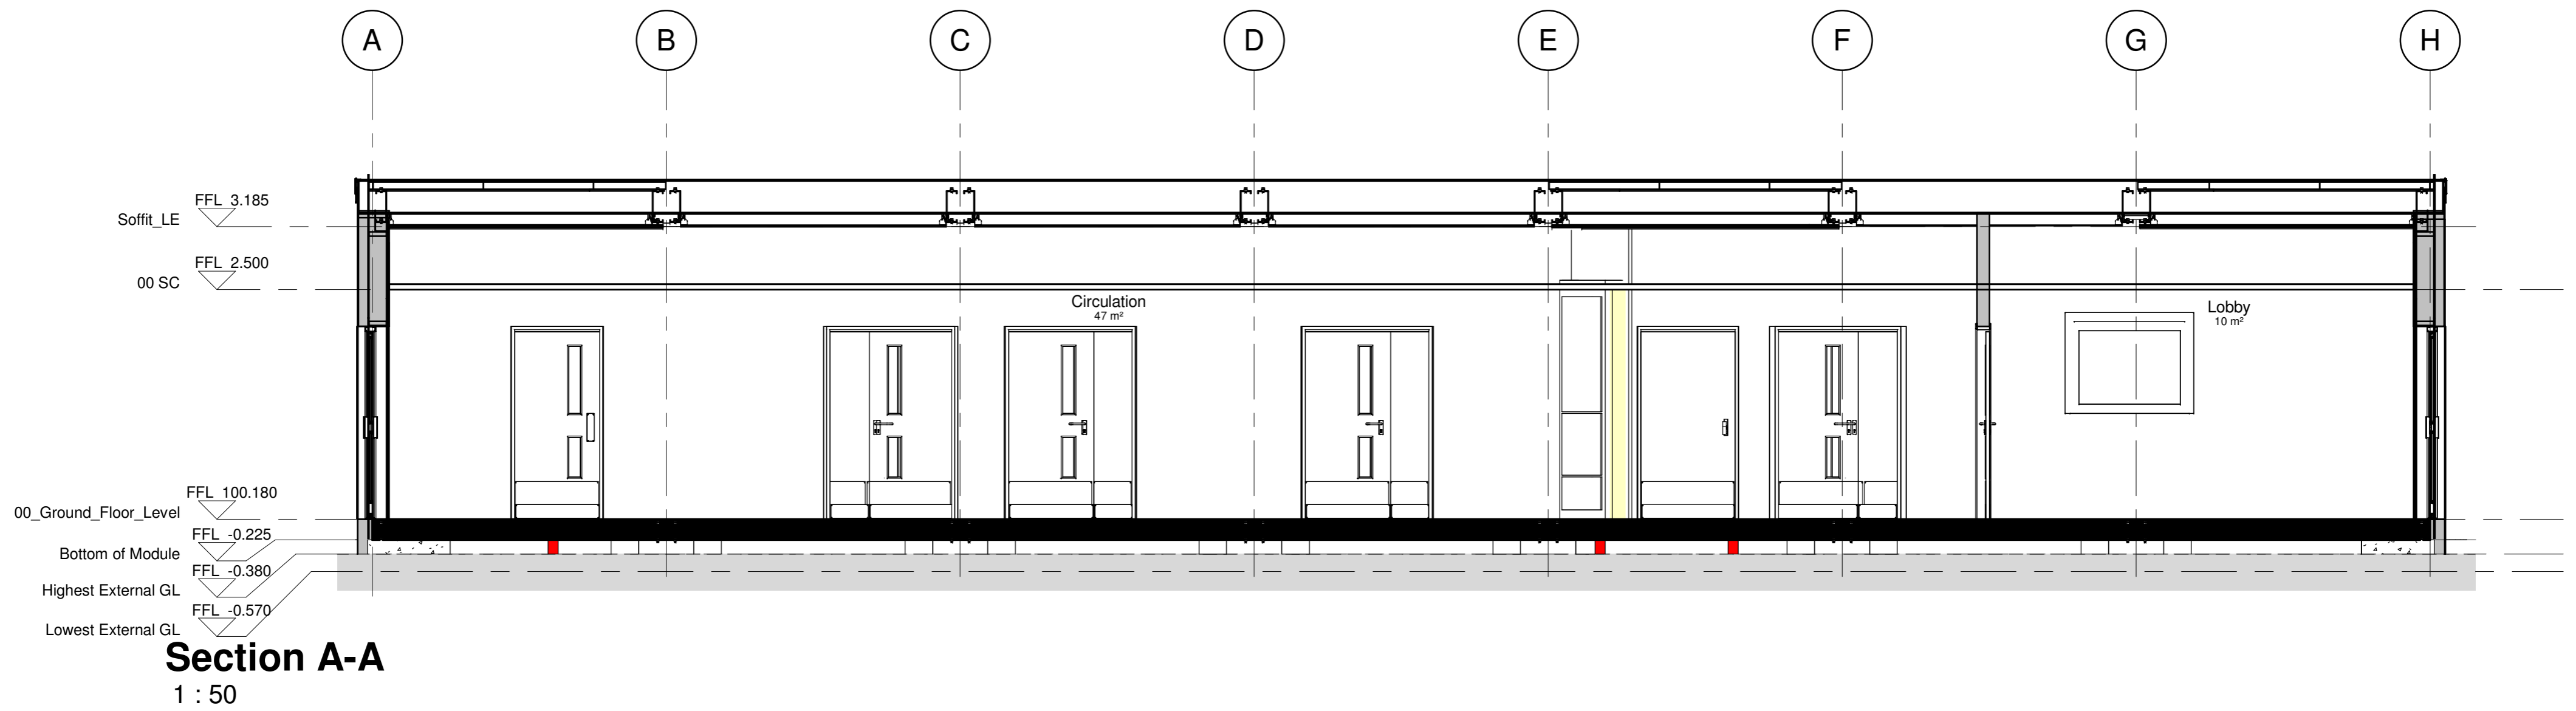 A B C D E F G H
FFL 3.185
Soffit_LE
FFL 2.500
00 SC
Circulation
47 m²
Lobby
10 m²
FFL 100.180
00_Ground_Floor_Level
FFL -0.225
Bottom of Module
FFL -0.380
Highest External GL
FFL -0.570
Lowest External GL
Section A-A
1 : 50